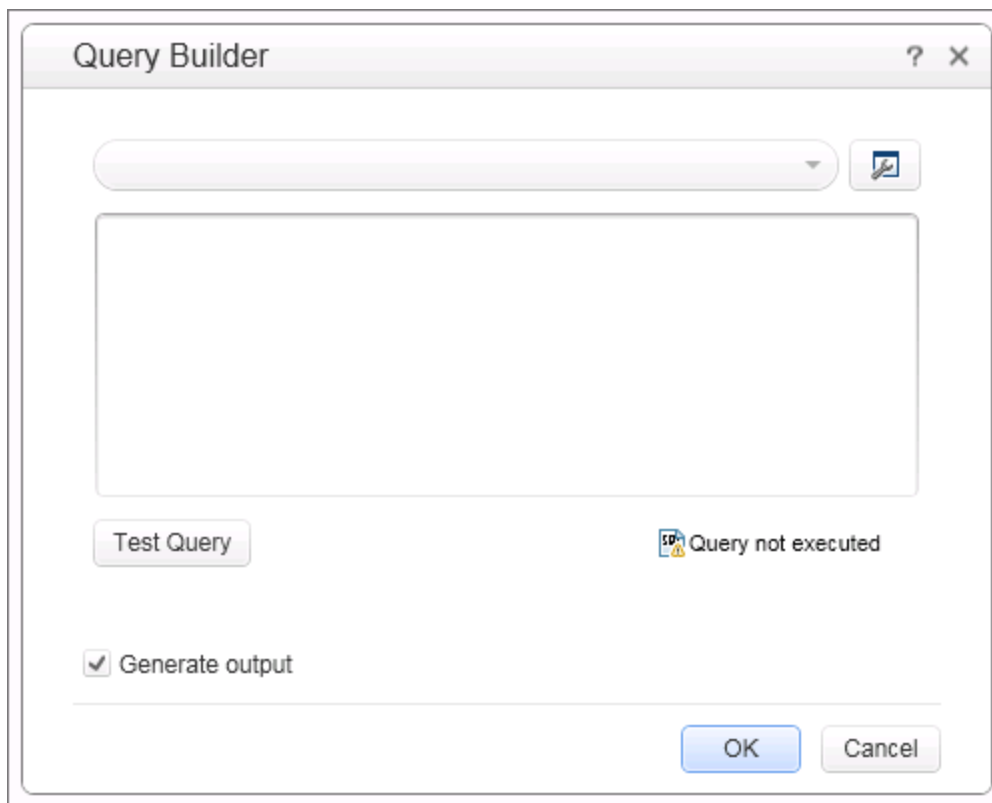 Query Builder
?
Test Query
Query not executed
Generate output
OK
Cancel